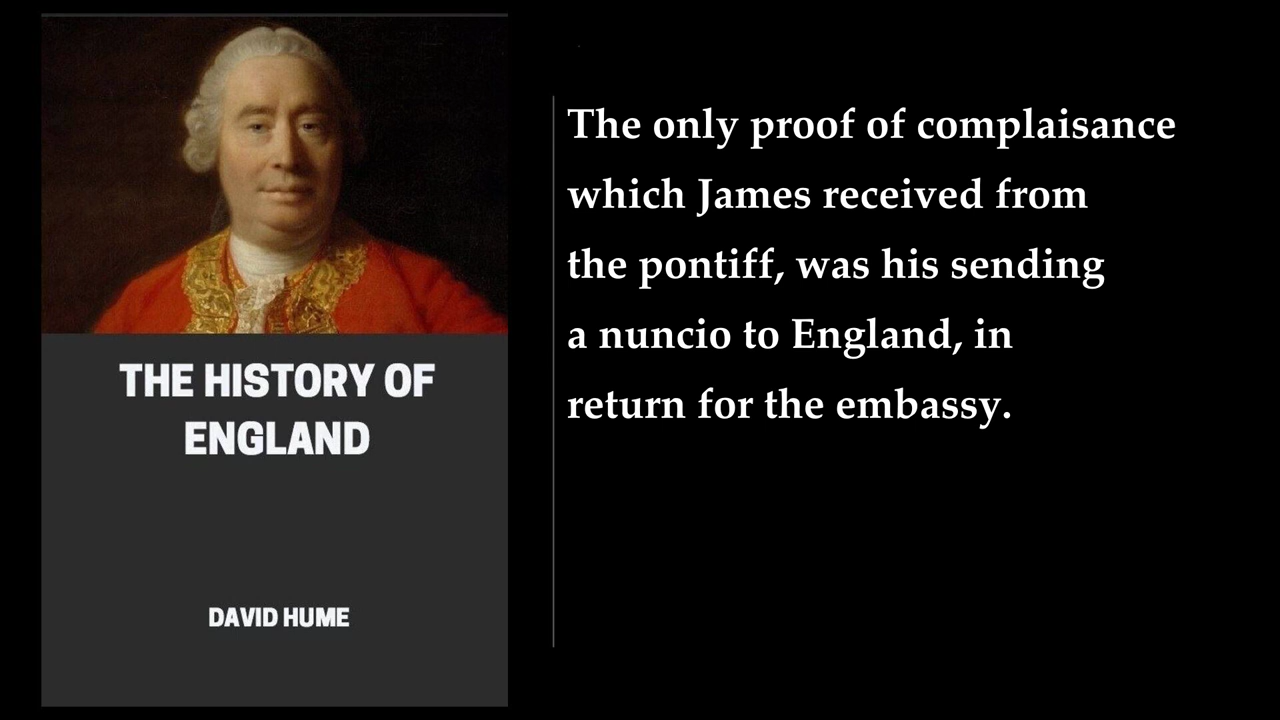 THE HISTORY OF
ENGLAND
DAVID HUME
The only proof of complaisance
which James received from
the pontiff, was his sending
a nuncio to England, in
return for the embassy.